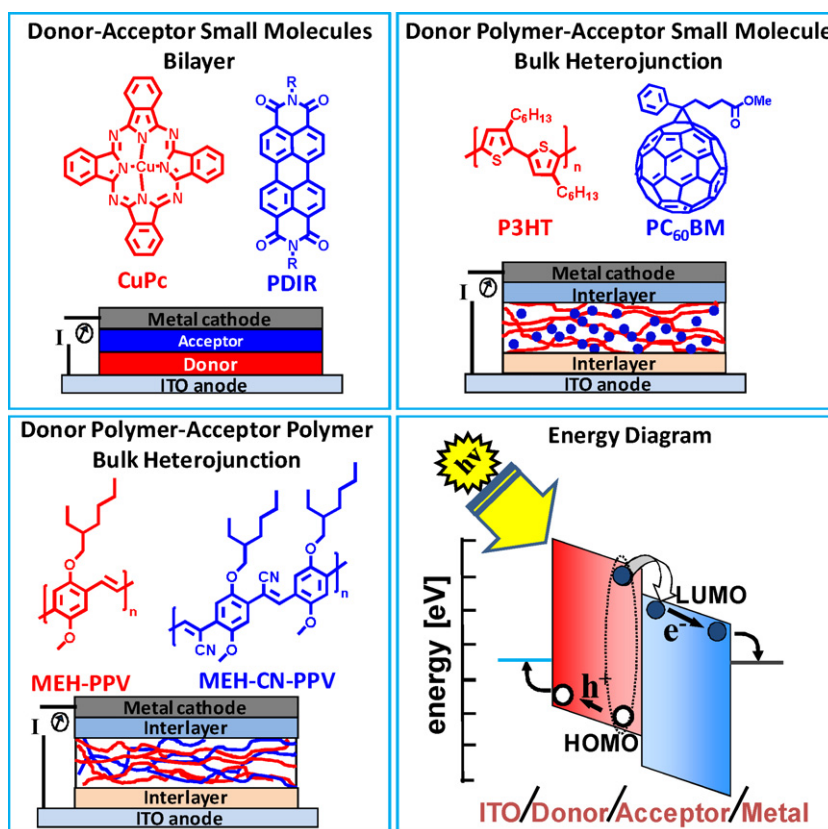 Donor-Acceptor Small Molecules
Bilayer
N
N
N
N
Cu
N
N
N
N
CuPc
R
O
N
O
O
N
O
R
PDIR
I
Metal cathode
Acceptor
Donor
ITO anode
Donor Polymer-Acceptor Small Molecule
Bulk Heterojunction
C6H13
S
S
n
C6H13
P3HT
OMe
O
PC60BM
I
Metal cathode
Interlayer
Interlayer
ITO anode
Donor Polymer-Acceptor Polymer
Bulk Heterojunction
O
n
O
MEH-PPV
O
O
CN
n
CN
O
O
MEH-CN-PPV
I
Metal cathode
Interlayer
Interlayer
ITO anode
Energy Diagram
hν
energy [eV]
LUMO
e-
h+
HOMO
ITO/Donor/Acceptor/Metal